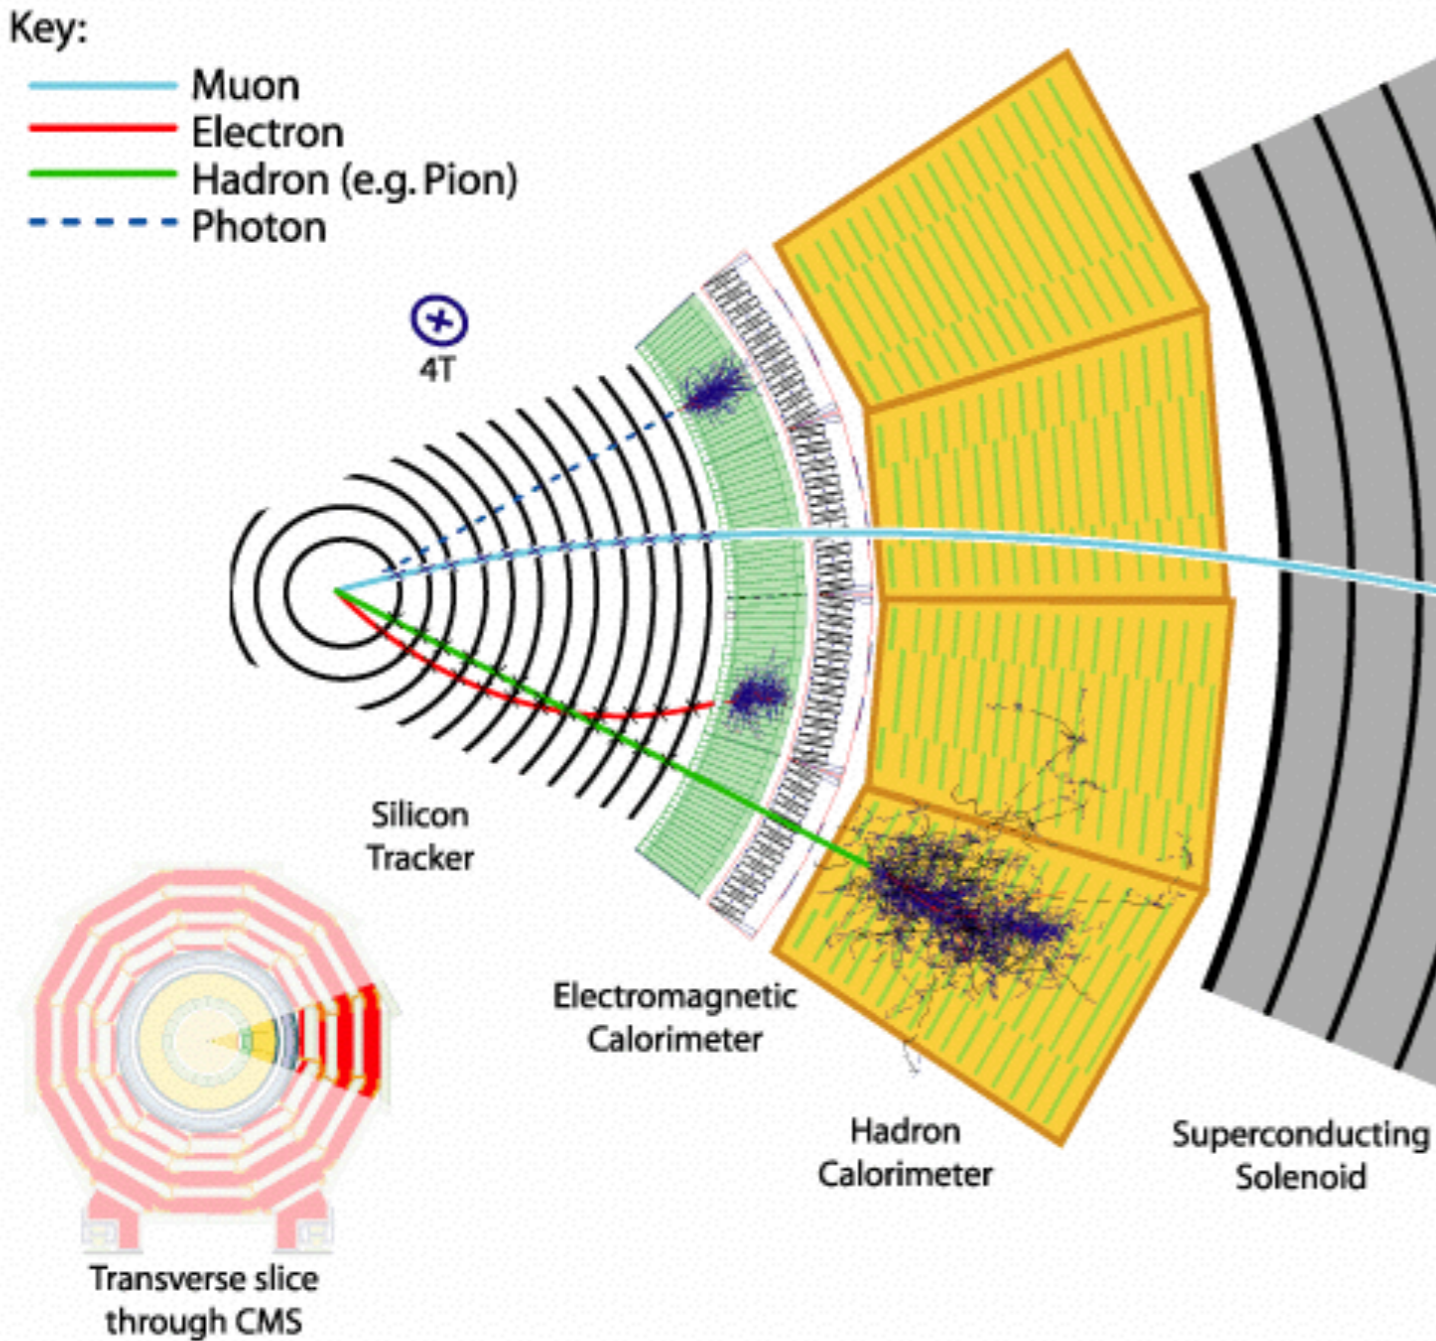 Key:
Muon
Electron
Hadron (e.g. Pion)
Photon
4T
Silicon
Tracker
Electromagnetic
Calorimeter
Hadron
Calorimeter
Superconducting
Solenoid
Transverse slice
through CMS